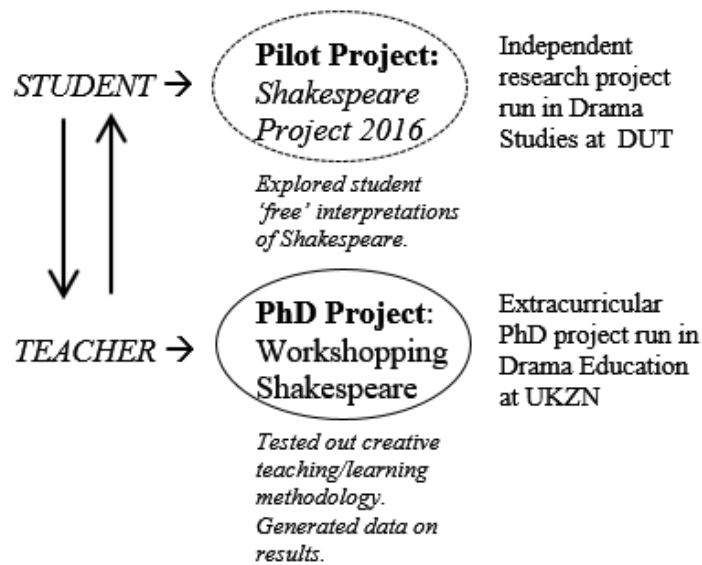 STUDENT →
Pilot Project:
Shakespeare
Project 2016
Independent
research project
run in Drama
Studies at DUT
Explored student
‘free’ interpretations
of Shakespeare.
TEACHER →
PhD Project:
Workshopping
Shakespeare
Extracurricular
PhD project run in
Drama Education
at UKZN
Tested out creative
teaching/learning
methodology.
Generated data on
results.